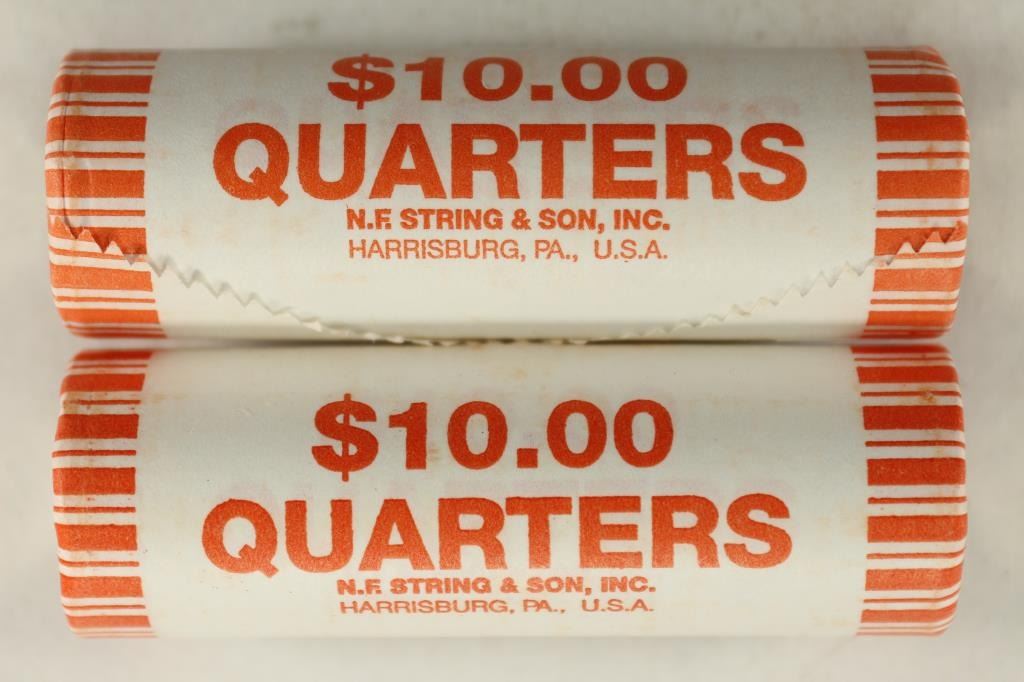 $10.00
QUARTERS
N.F. STRING & SON, INC.
HARRISBURG, PA., U.S.A.
$10.00
QUARTERS
N.F. STRING & SON, INC.
HARRISBURG, PA., U.S.A.